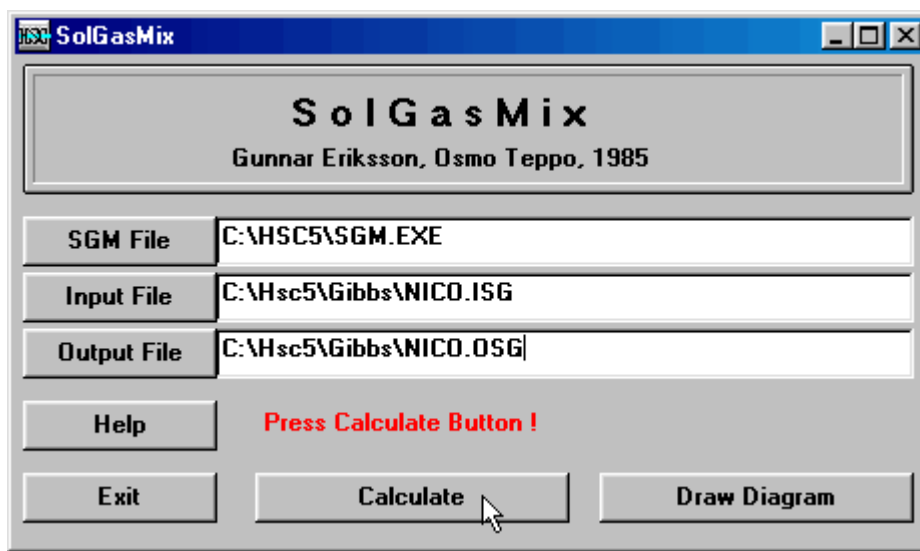 HSC SolGasMix
SolGasMix
Gunnar Eriksson, Osmo Teppo, 1985
SGM File C:\HSC5\SGM.EXE
Input File C:\Hsc5\Gibbs\NICO.ISG
Output File C:\Hsc5\Gibbs\NICO.OSG
Help Press Calculate Button !
Exit Calculate Draw Diagram